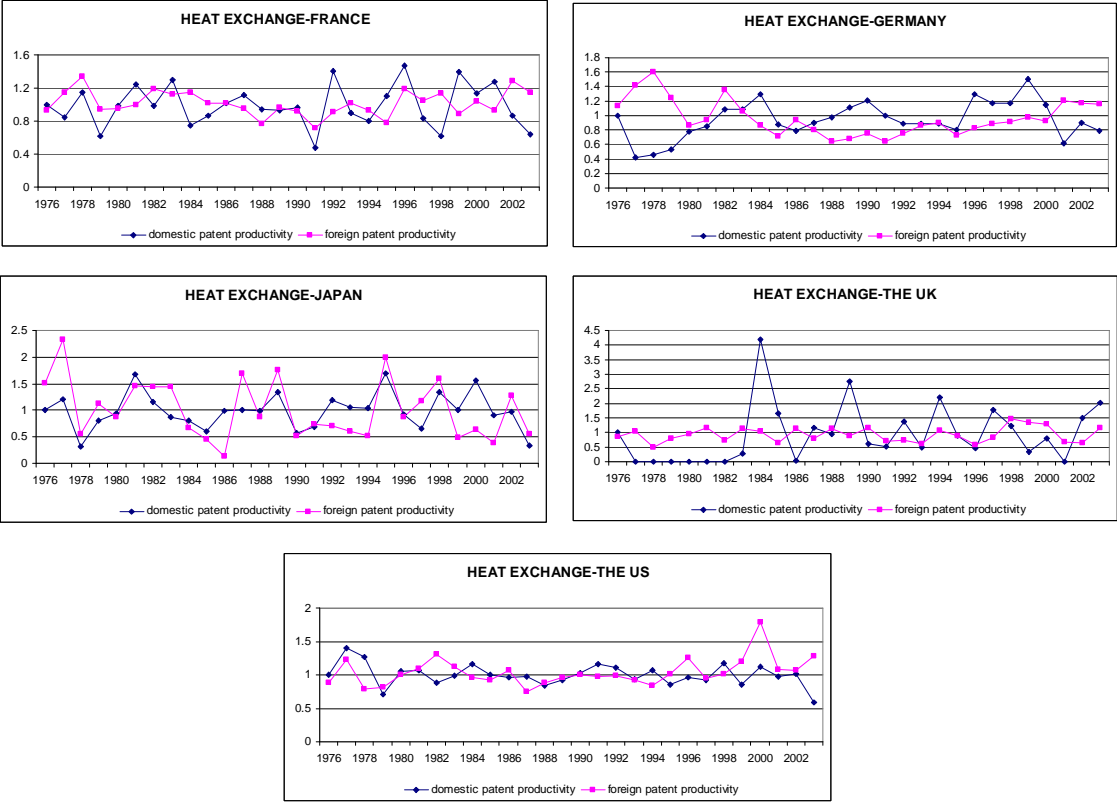 HEAT EXCHANGE-FRANCE
1.6
1.2
0.8
0.4
0
1976 1978 1980 1982 1984 1986 1988 1990 1992 1994 1996 1998 2000 2002
domestic patent productivity foreign patent productivity
HEAT EXCHANGE-GERMANY
1.8
1.6
1.4
1.2
1
0.8
0.6
0.4
0.2
0
1976 1978 1980 1982 1984 1986 1988 1990 1992 1994 1996 1998 2000 2002
domestic patent productivity foreign patent productivity
HEAT EXCHANGE-JAPAN
2.5
2
1.5
1
0.5
0
1976 1978 1980 1982 1984 1986 1988 1990 1992 1994 1996 1998 2000 2002
domestic patent productivity foreign patent productivity
HEAT EXCHANGE-THE UK
4.5
4
3.5
3
2.5
2
1.5
1
0.5
0
1976 1978 1980 1982 1984 1986 1988 1990 1992 1994 1996 1998 2000 2002
domestic patent productivity foreign patent productivity
HEAT EXCHANGE-THE US
2
1.5
1
0.5
0
1976 1978 1980 1982 1984 1986 1988 1990 1992 1994 1996 1998 2000 2002
domestic patent productivity foreign patent productivity